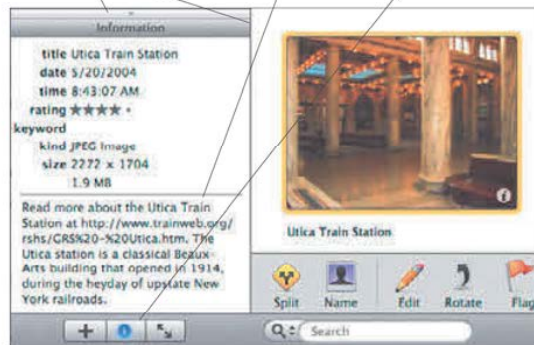 Information
title Utica Train Station
date 5/20/2004
time 8:43:07 AM
rating ★★★★ •
keyword
kind JPEG Image
size 2272 x 1704
1.9 MB
Read more about the Utica Train
Station at http://www.trainweb.org/
rshs/GRS%20-%20Utica.htm. The
Utica station is a classical Beaux-
Arts building that opened in 1914,
during the heyday of upstate New
York railroads.
Utica Train Station
Split
Name
Edit
Rotate
Flag
Search